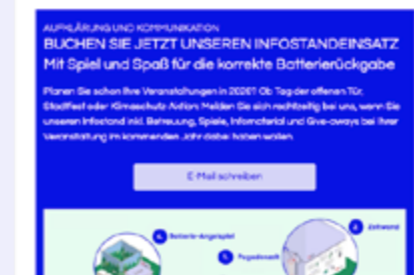 AUFKLÄRUNG UND KOMMUNIKATION
BUCHEN SIE JETZT UNSEREN INFOSTANDEINSATZ
Mit Spiel und Spaß für die korrekte Batterierückgabe
Planen Sie schon Ihre Veranstaltungen in 2026? Ob Tag der offenen Tür,
Stadtfest oder Klimaschutz Aktion: Melden Sie sich rechtzeitig bei uns, wenn Sie
unseren Infostand inkl. Betreuung, Spiele, Infomaterial und Give-aways bei Ihrer
Veranstaltung im kommenden Jahr dabei haben wollen.
E-Mail schreiben
Batterie-Angelspiel
Zeltwand